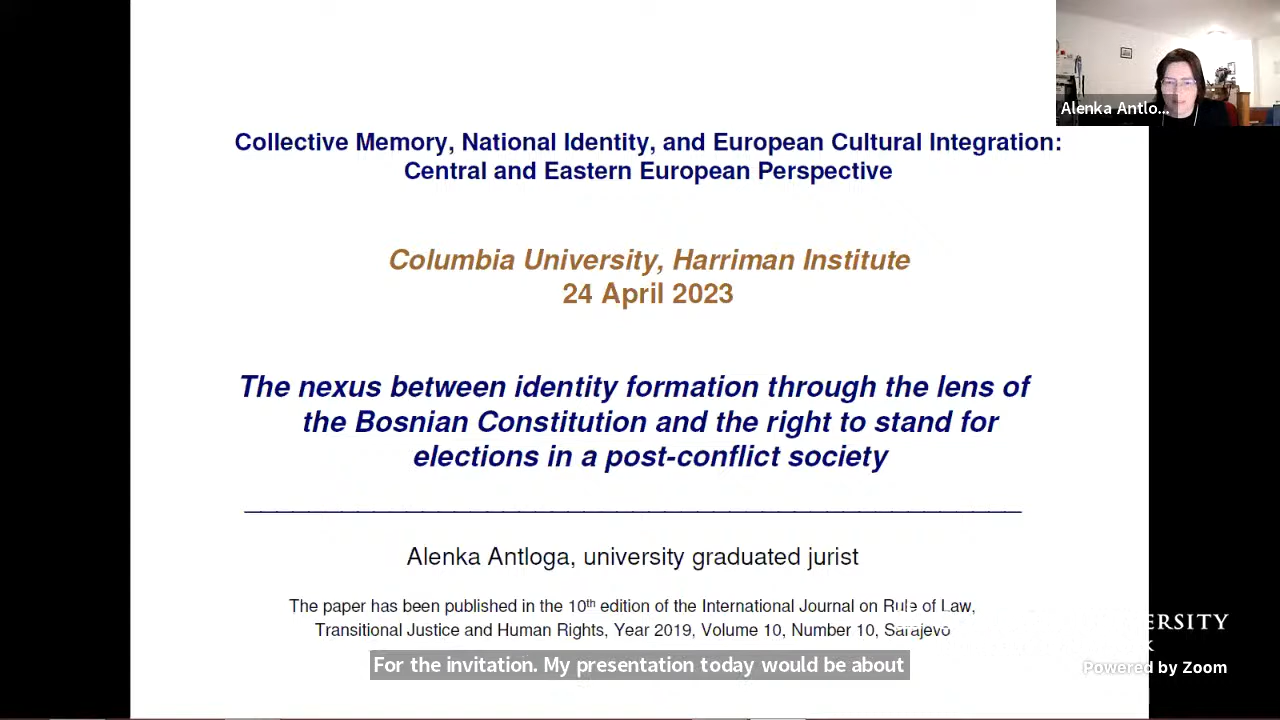 Alenka Antlo...
Collective Memory, National Identity, and European Cultural Integration:
Central and Eastern European Perspective
Columbia University, Harriman Institute
24 April 2023
The nexus between identity formation through the lens of
the Bosnian Constitution and the right to stand for
elections in a post-conflict society
Alenka Antloga, university graduated jurist
The paper has been published in the 10th edition of the International Journal on Rule of Law,
Transitional Justice and Human Rights, Year 2019, Volume 10, Number 10, Sarajevo
For the invitation. My presentation today would be about
Powered by Zoom